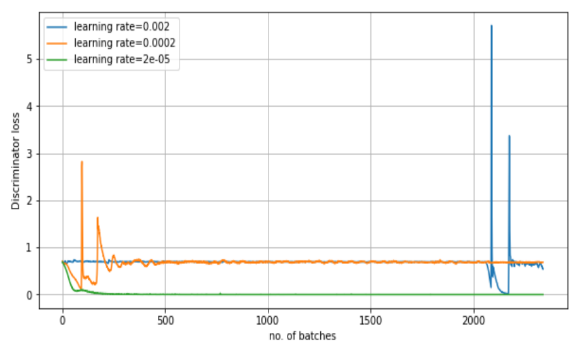 learning rate=0.002
learning rate=0.0002
learning rate=2e-05
Discriminator loss
5
4
3
2
1
0
0 500 1000 1500 2000
no. of batches